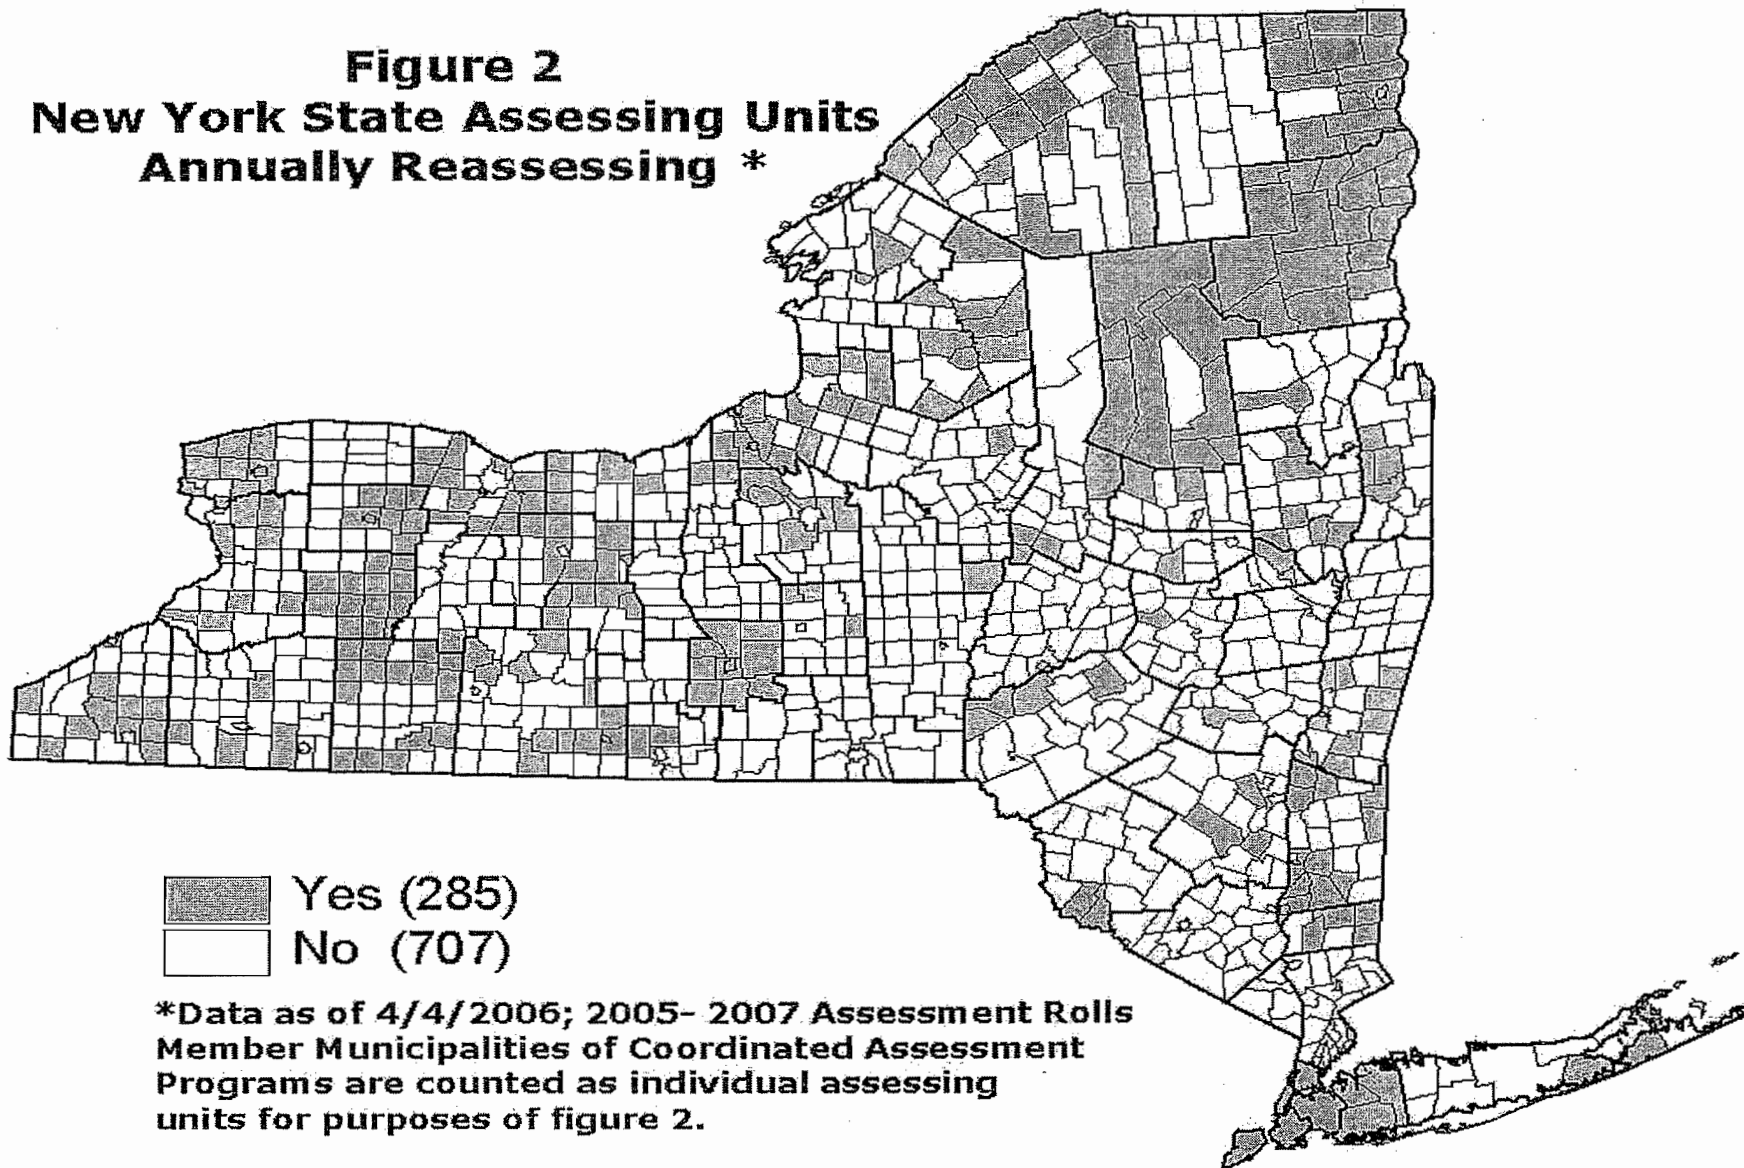 Figure 2
New York State Assessing Units
Annually Reassessing *
Yes (285)
No (707)
*Data as of 4/4/2006; 2005- 2007 Assessment Rolls
Member Municipalities of Coordinated Assessment
Programs are counted as individual assessing
units for purposes of figure 2.